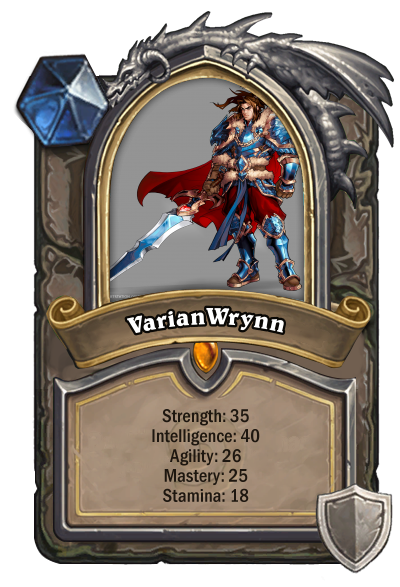 VarianWrynn
Strength: 35
Intelligence: 40
Agility: 26
Mastery: 25
Stamina: 18